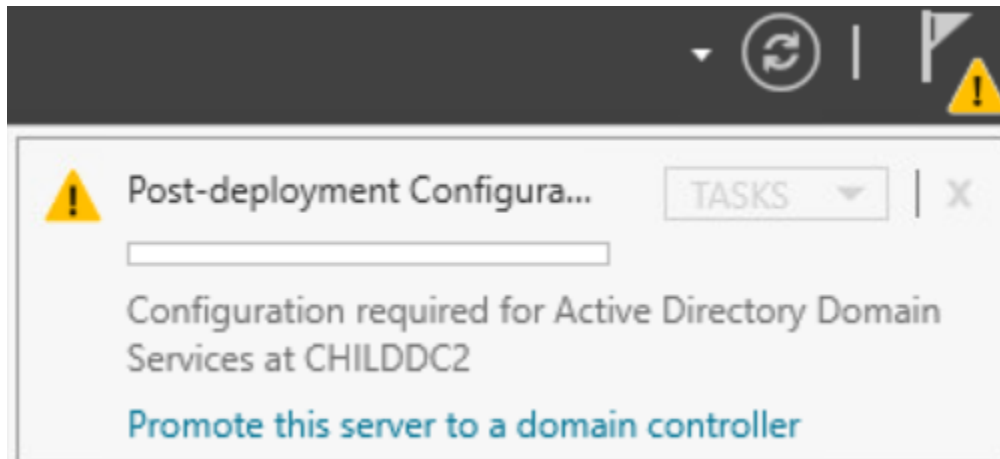 Post-deployment Configura...
TASKS
Configuration required for Active Directory Domain
Services at CHILDDC2
Promote this server to a domain controller